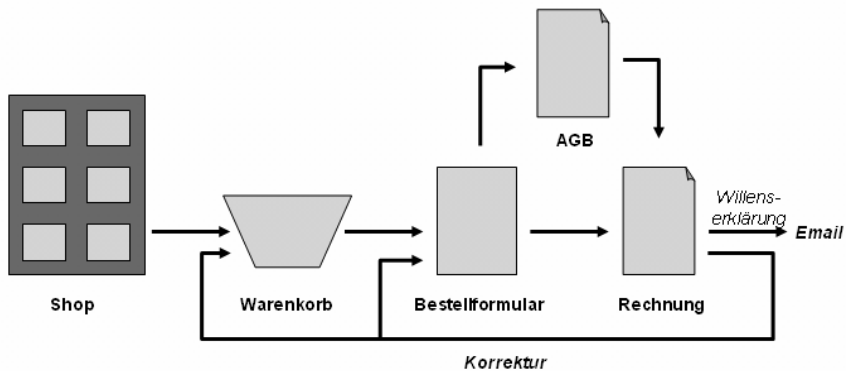 AGB
Willens-
erklärung
Email
Shop
Warenkorb
Bestellformular
Rechnung
Korrektur